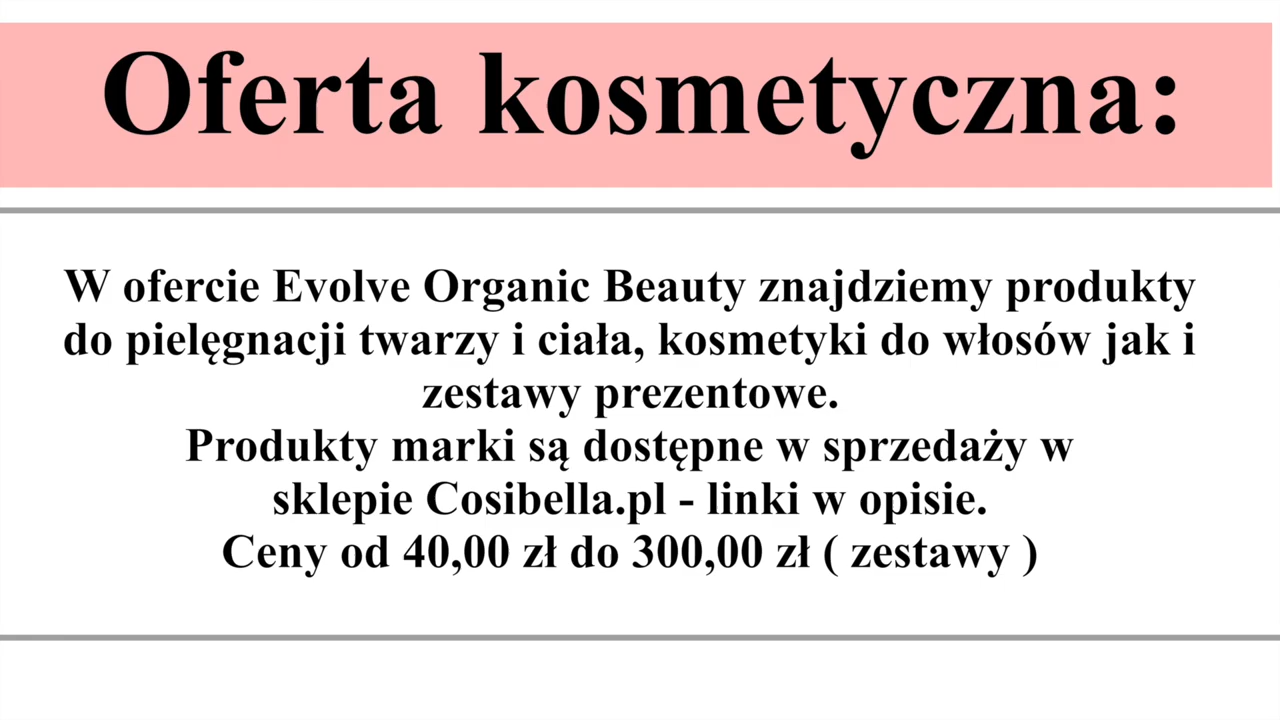 Oferta kosmetyczna:
W ofercie Evolve Organic Beauty znajdziemy produkty
do pielęgnacji twarzy i ciała, kosmetyki do włosów jak i
zestawy prezentowe.
Produkty marki są dostępne w sprzedaży w
sklepie Cosibella.pl - linki w opisie.
Ceny od 40,00 zł do 300,00 zł ( zestawy )